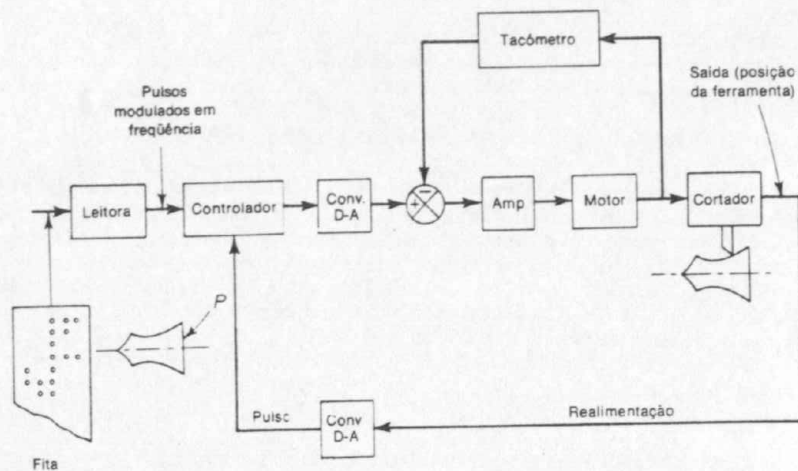 Tacômetro
Saída (posição
da ferramenta)
Pulsos
modulados em
freqüência
Leitora
Controlador
Conv.
D-A
+
−
Amp
Motor
Cortador
P
Pulsc
Conv
D-A
Realimentação
Fita